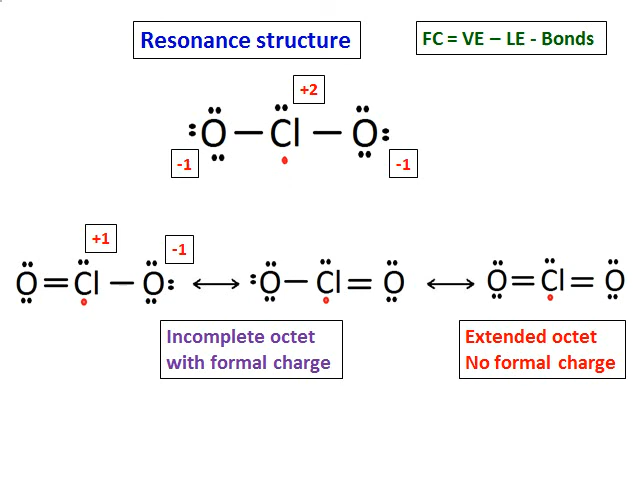 Resonance structure
FC = VE – LE - Bonds
+2
O – Cl – O
-1 -1
+1 -1
O = Cl – O ↔ O – Cl = O ↔ O = Cl = O
Incomplete octet
with formal charge
Extended octet
No formal charge